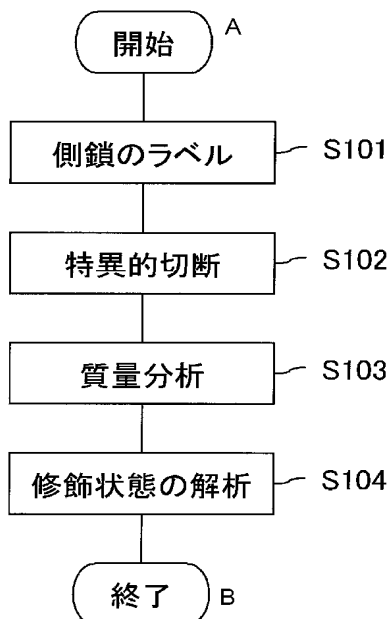 開始 A
側鎖のラベル S101
特異的切断 S102
質量分析 S103
修飾状態の解析 S104
終了 B